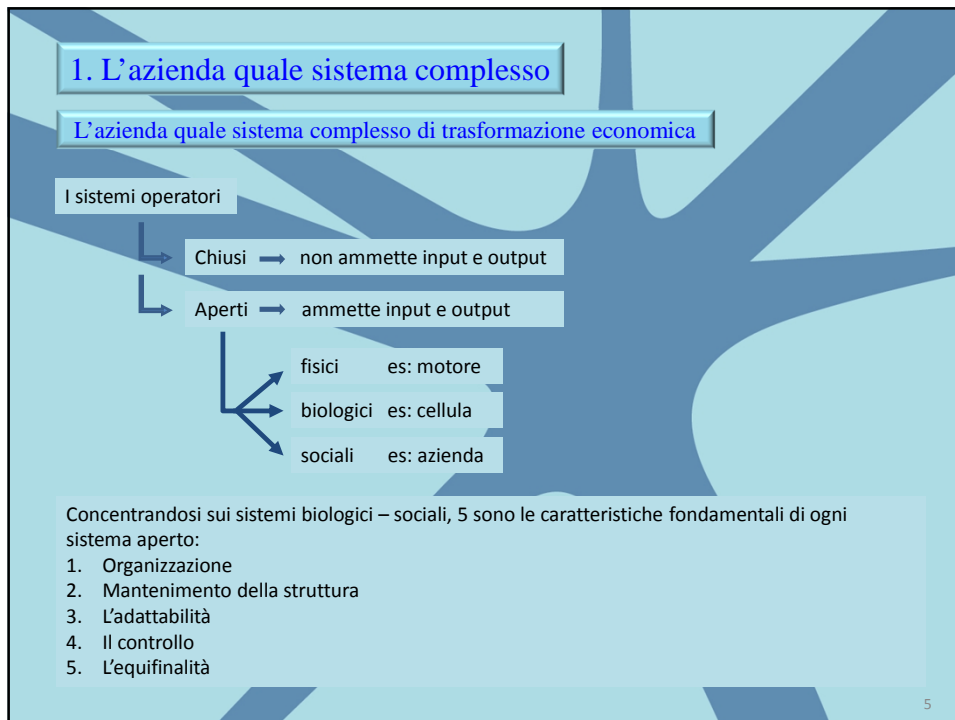 1. L’azienda quale sistema complesso
L’azienda quale sistema complesso di trasformazione economica
I sistemi operatori
Chiusi → non ammette input e output
Aperti → ammette input e output
fisici es: motore
biologici es: cellula
sociali es: azienda
Concentrandosi sui sistemi biologici – sociali, 5 sono le caratteristiche fondamentali di ogni
sistema aperto:
1. Organizzazione
2. Mantenimento della struttura
3. L’adattabilità
4. Il controllo
5. L’equifinalità
5